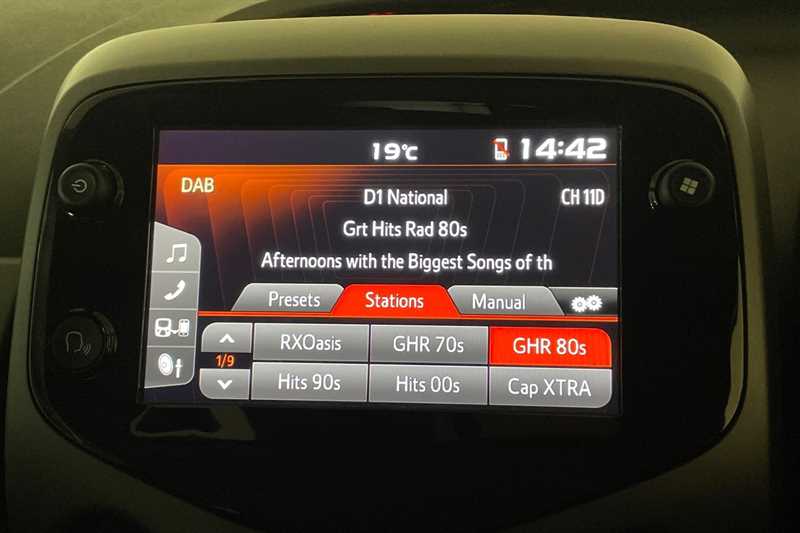 19°C 14:42
DAB
D1 National CH 11D
Grt Hits Rad 80s
Afternoons with the Biggest Songs of th
Presets Stations Manual
RXOasis GHR 70s GHR 80s
1/9
Hits 90s Hits 00s Cap XTRA